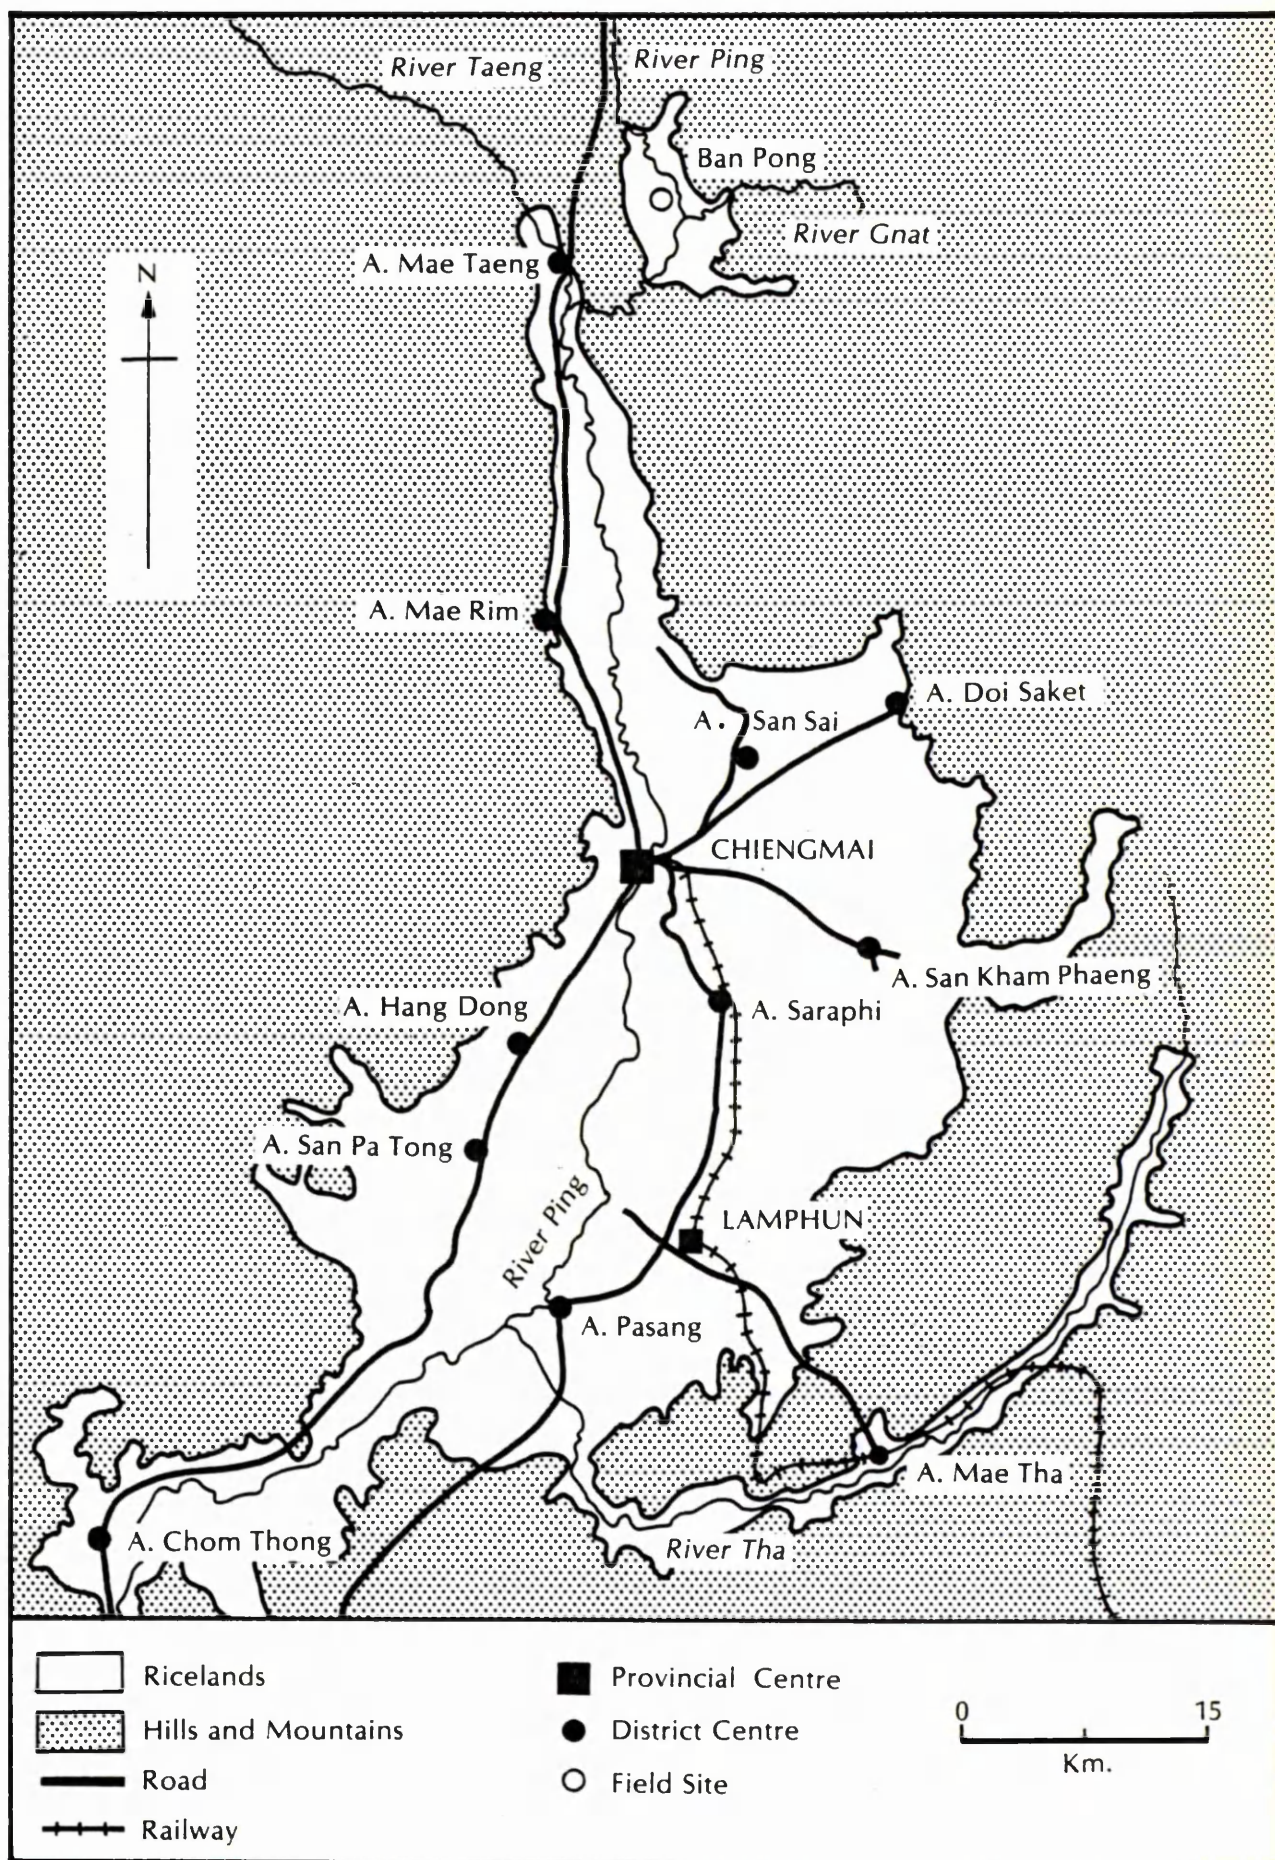 River Taeng
River Ping
Ban Pong
River Gnat
A. Mae Taeng
N
A. Mae Rim
A. Doi Saket
A. San Sai
CHIENGMAI
A. San Kham Phaeng
A. Hang Dong
A. Saraphi
A. San Pa Tong
River Ping
LAMPHUN
A. Pasang
A. Mae Tha
A. Chom Thong
River Tha
Ricelands
Hills and Mountains
Road
Railway
Provincial Centre
District Centre
Field Site
0 15
Km.